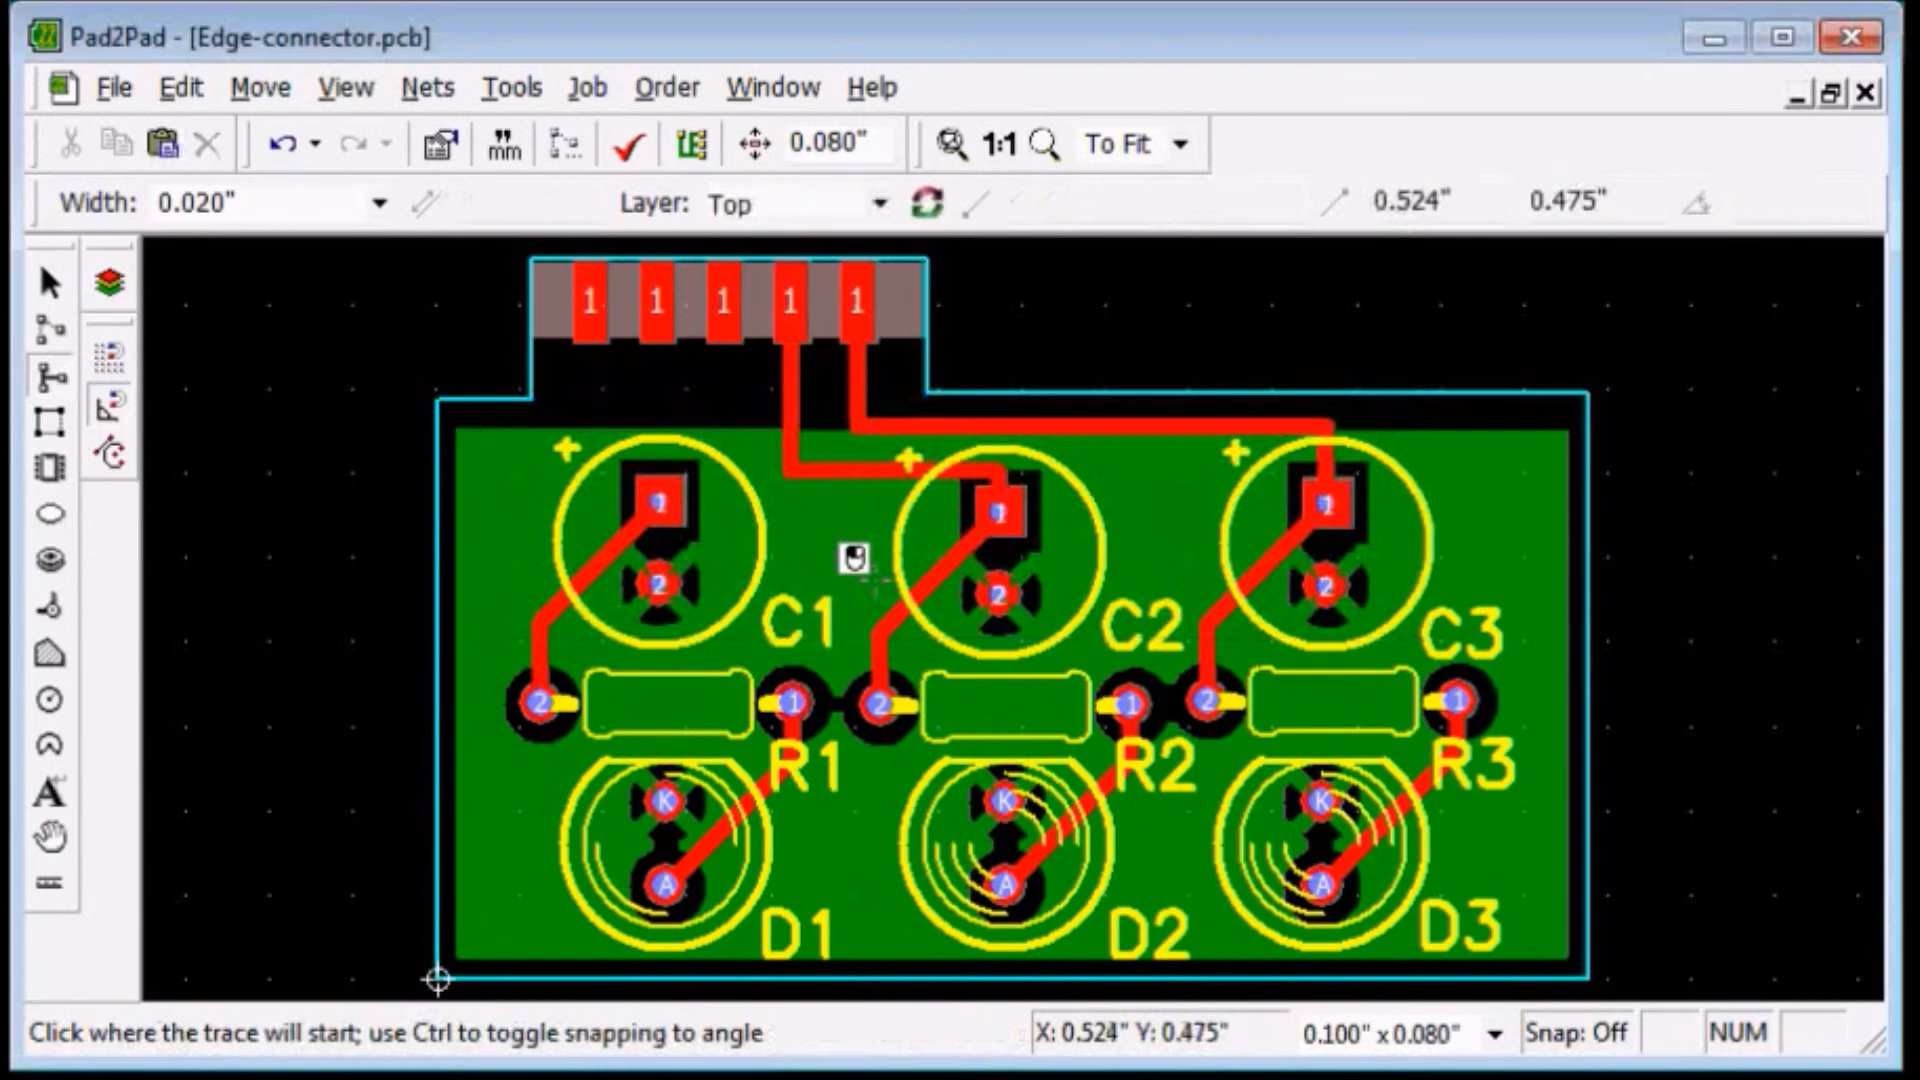 Pad2Pad - [Edge-connector.pcb]
File Edit Move View Nets Tools Job Order Window Help
mm 0.080" 1:1 To Fit
Width: 0.020" Layer: Top 0.524" 0.475"
1 1 1 1 1
+ + +
1 1 1
2 2 2
C1 C2 C3
2 1 2 1 2 1
R1 R2 R3
K K K
A A A
D1 D2 D3
A
Click where the trace will start; use Ctrl to toggle snapping to angle X: 0.524" Y: 0.475" 0.100" x 0.080" Snap: Off NUM